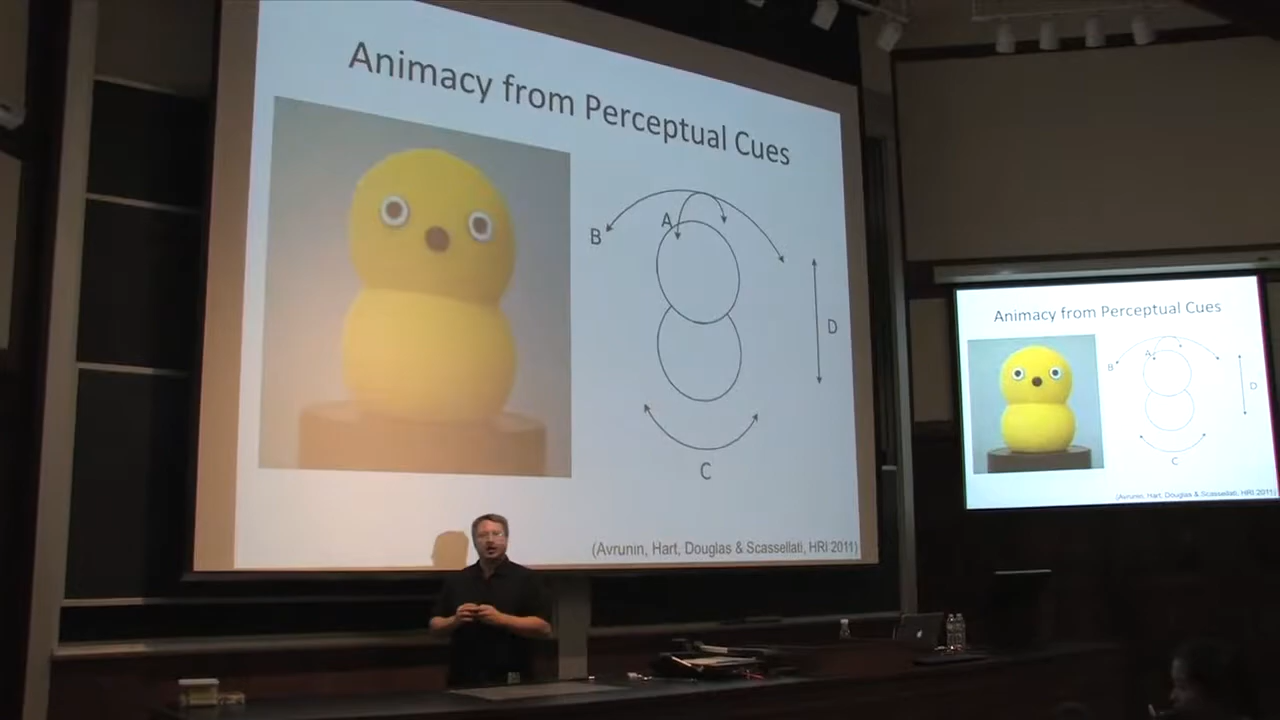 Animacy from Perceptual Cues
A
B
D
C
(Avrunin, Hart, Douglas & Scassellati, HRI 2011)
Animacy from Perceptual Cues
A
B
D
C
(Avrunin, Hart, Douglas & Scassellati, HRI 2011)